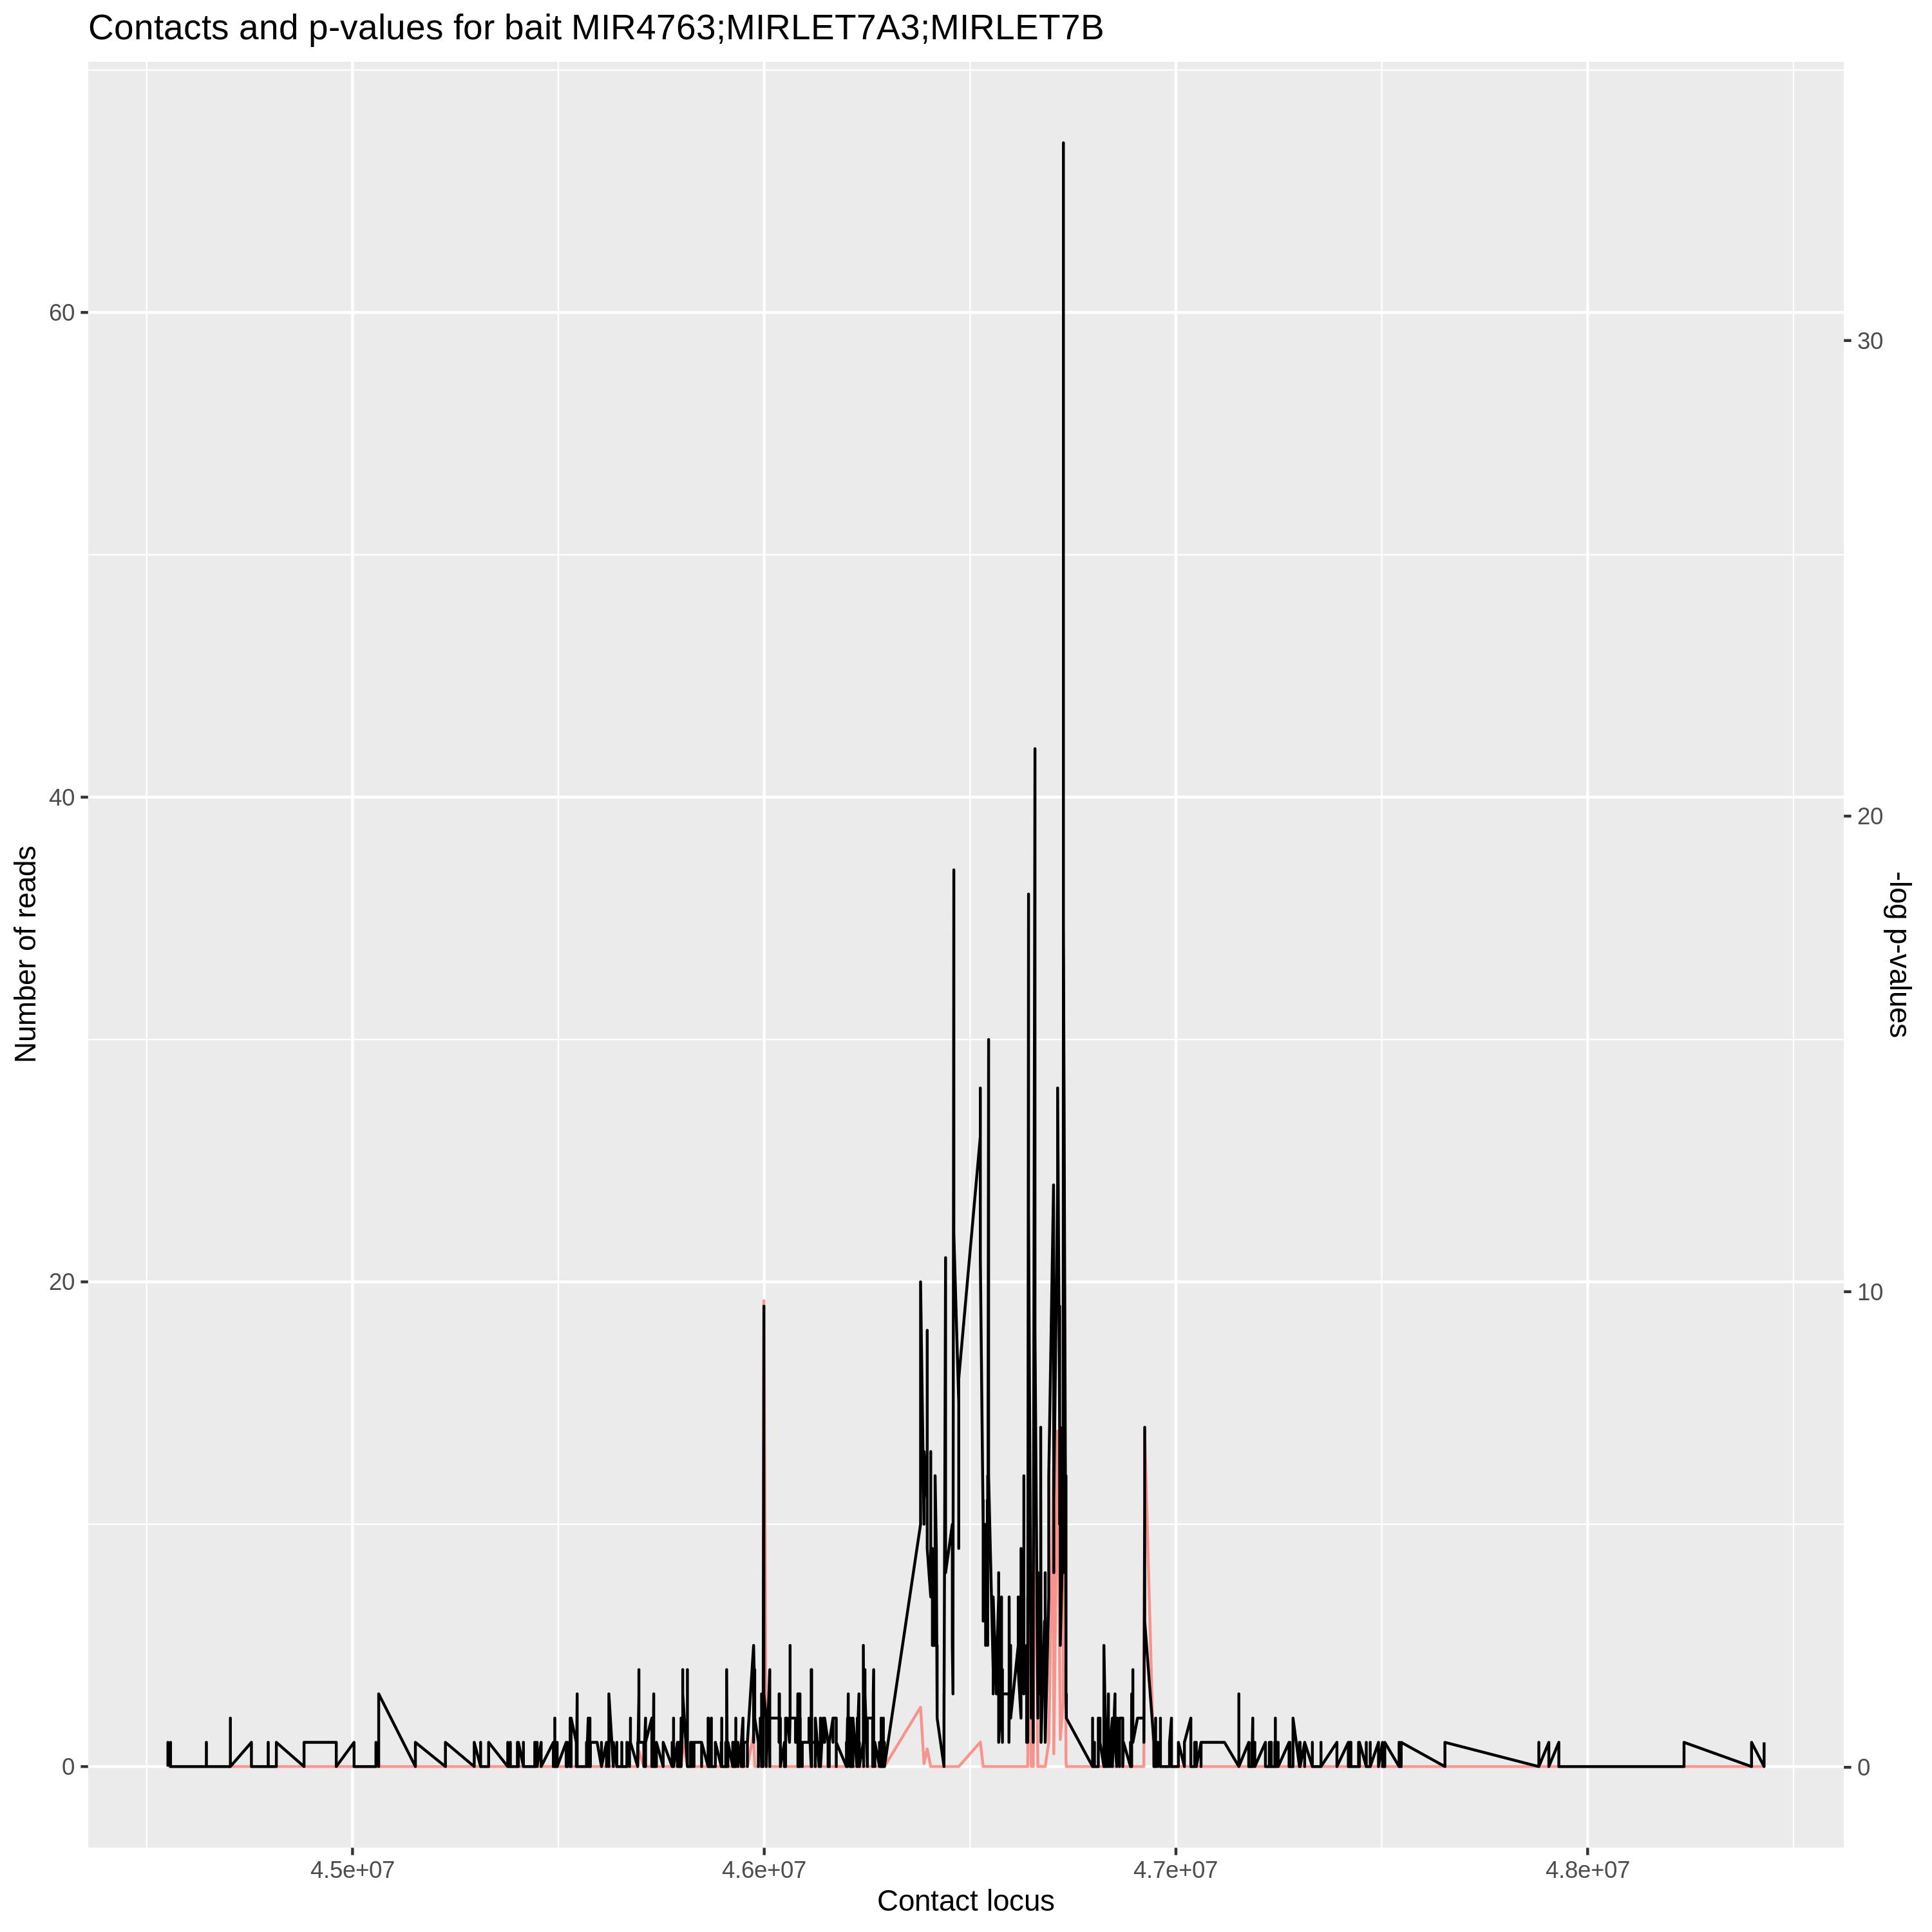 Contacts and p-values for bait MIR4763;MIRLET7A3;MIRLET7B
60
40
20
0
Number of reads
30
20
10
0
-log p-values
4.5e+07
4.6e+07
4.7e+07
4.8e+07
Contact locus